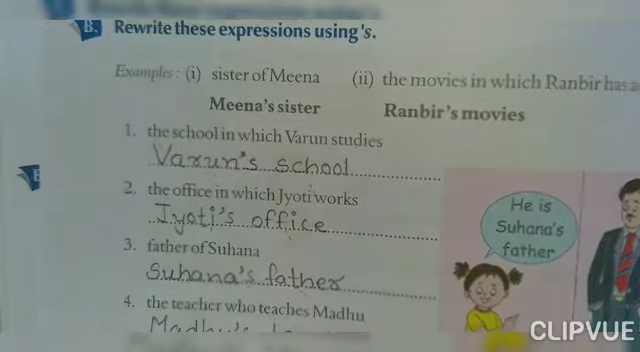 B. Rewrite these expressions using 's.
Examples: (i) sister of Meena (ii) the movies in which Ranbir has
Meena's sister Ranbir's movies
1. the school in which Varun studies
Varun's school
2. the office in which Jyoti works
Jyoti's office
3. father of Suhana
Suhana's father
4. the teacher who teaches Madhu
Madhu's
He is
Suhana's
father
CLIPVUE